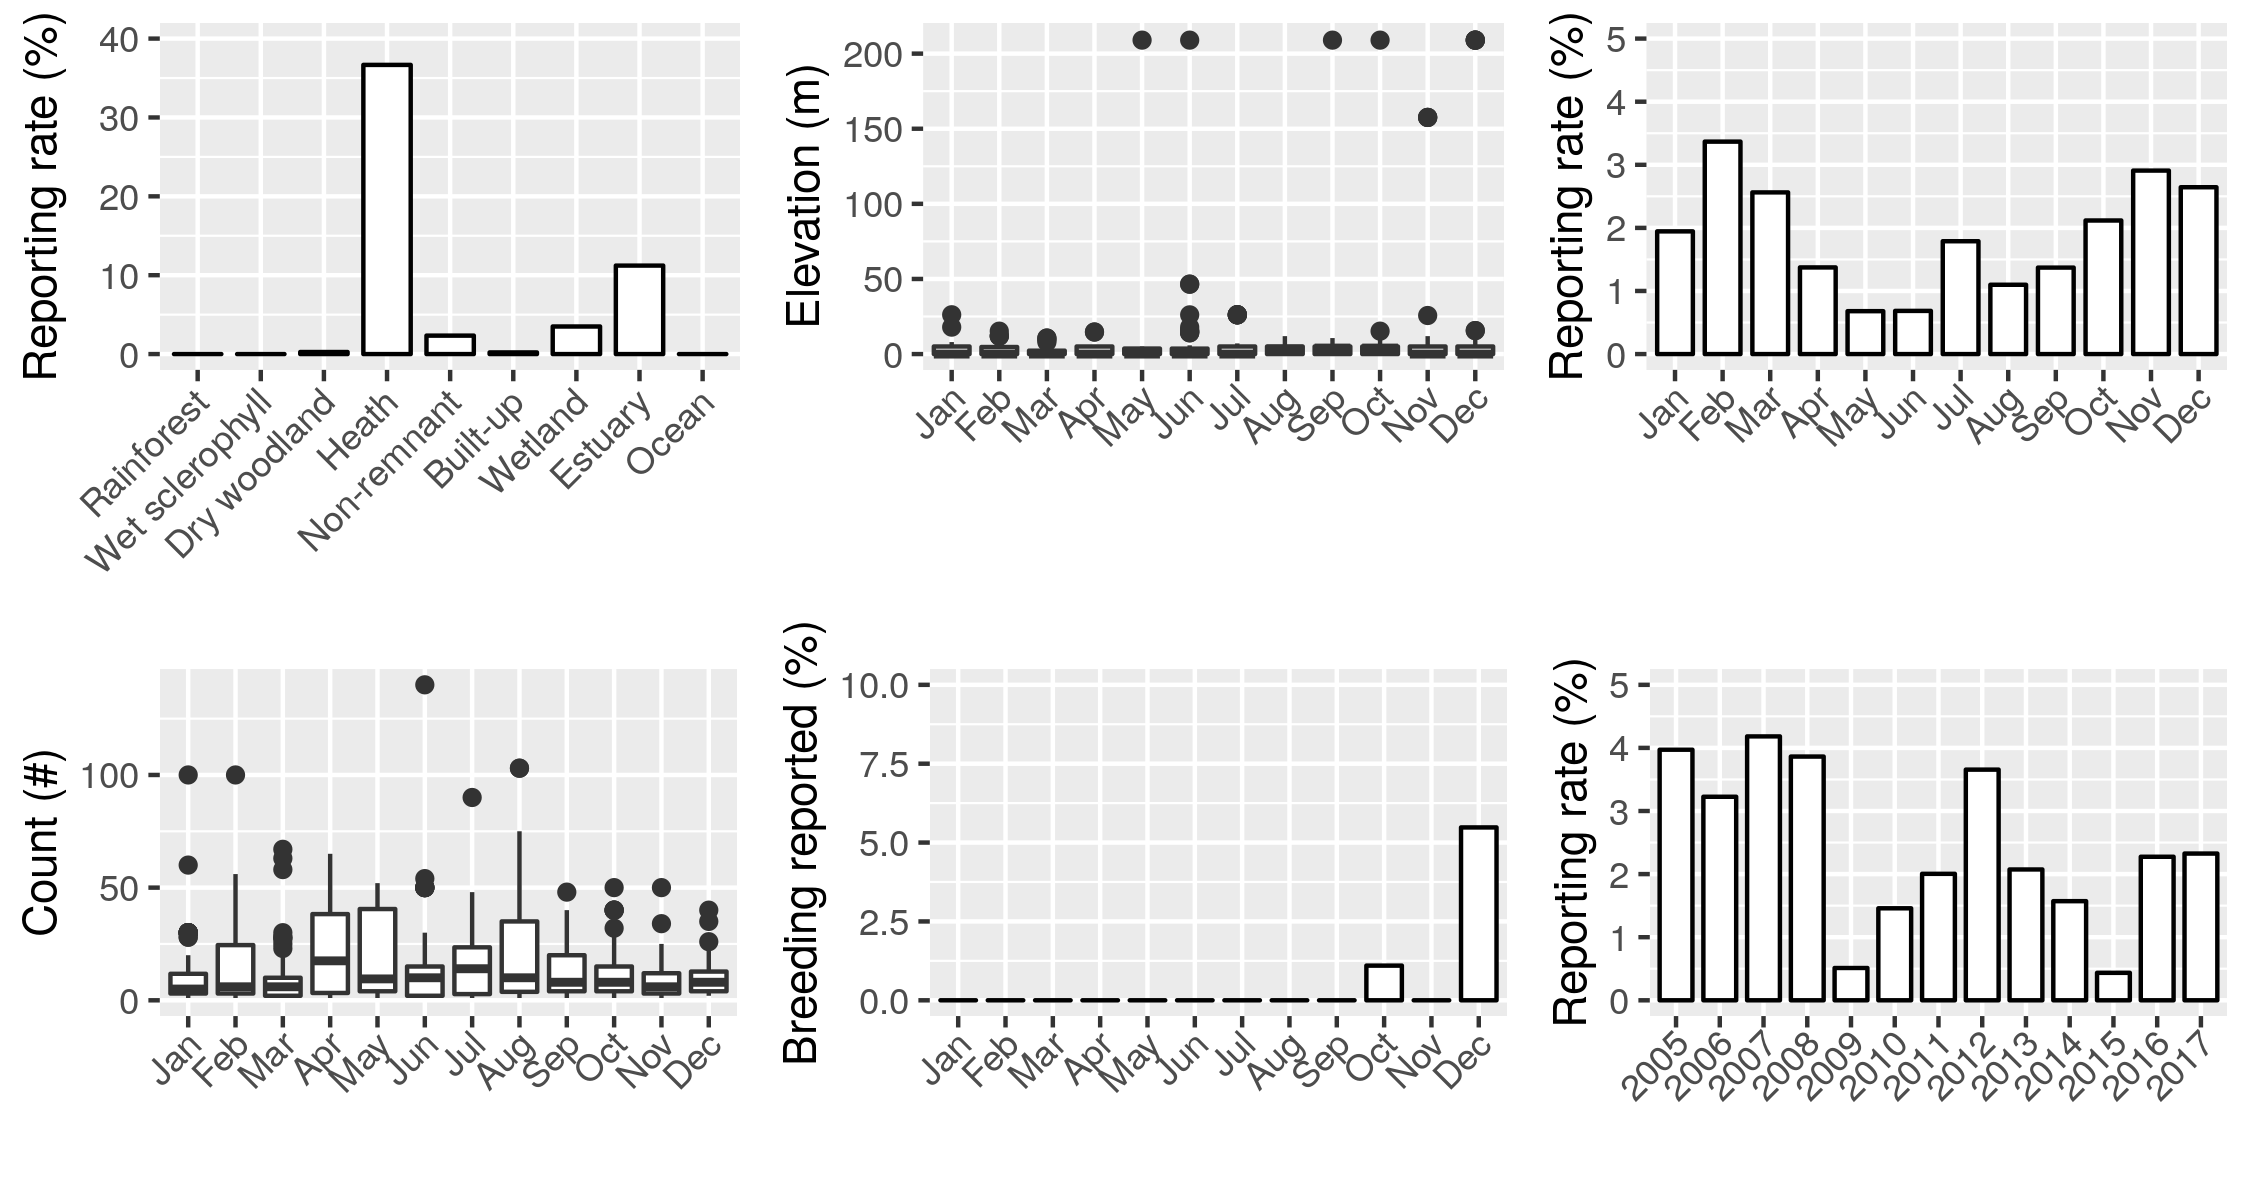 Reporting rate (%)
40
30
20
10
0
Rainforest
Wet sclerophyll
Dry woodland
Heath
Non-remnant
Built-up
Wetland
Estuary
Ocean
Elevation (m)
200
150
100
50
0
Jan
Feb
Mar
Apr
May
Jun
Jul
Aug
Sep
Oct
Nov
Dec
Reporting rate (%)
5
4
3
2
1
0
Jan
Feb
Mar
Apr
May
Jun
Jul
Aug
Sep
Oct
Nov
Dec
Count (#)
100
50
0
Jan
Feb
Mar
Apr
May
Jun
Jul
Aug
Sep
Oct
Nov
Dec
Breeding reported (%)
10.0
7.5
5.0
2.5
0.0
Jan
Feb
Mar
Apr
May
Jun
Jul
Aug
Sep
Oct
Nov
Dec
Reporting rate (%)
5
4
3
2
1
0
2005
2006
2007
2008
2009
2010
2011
2012
2013
2014
2015
2016
2017